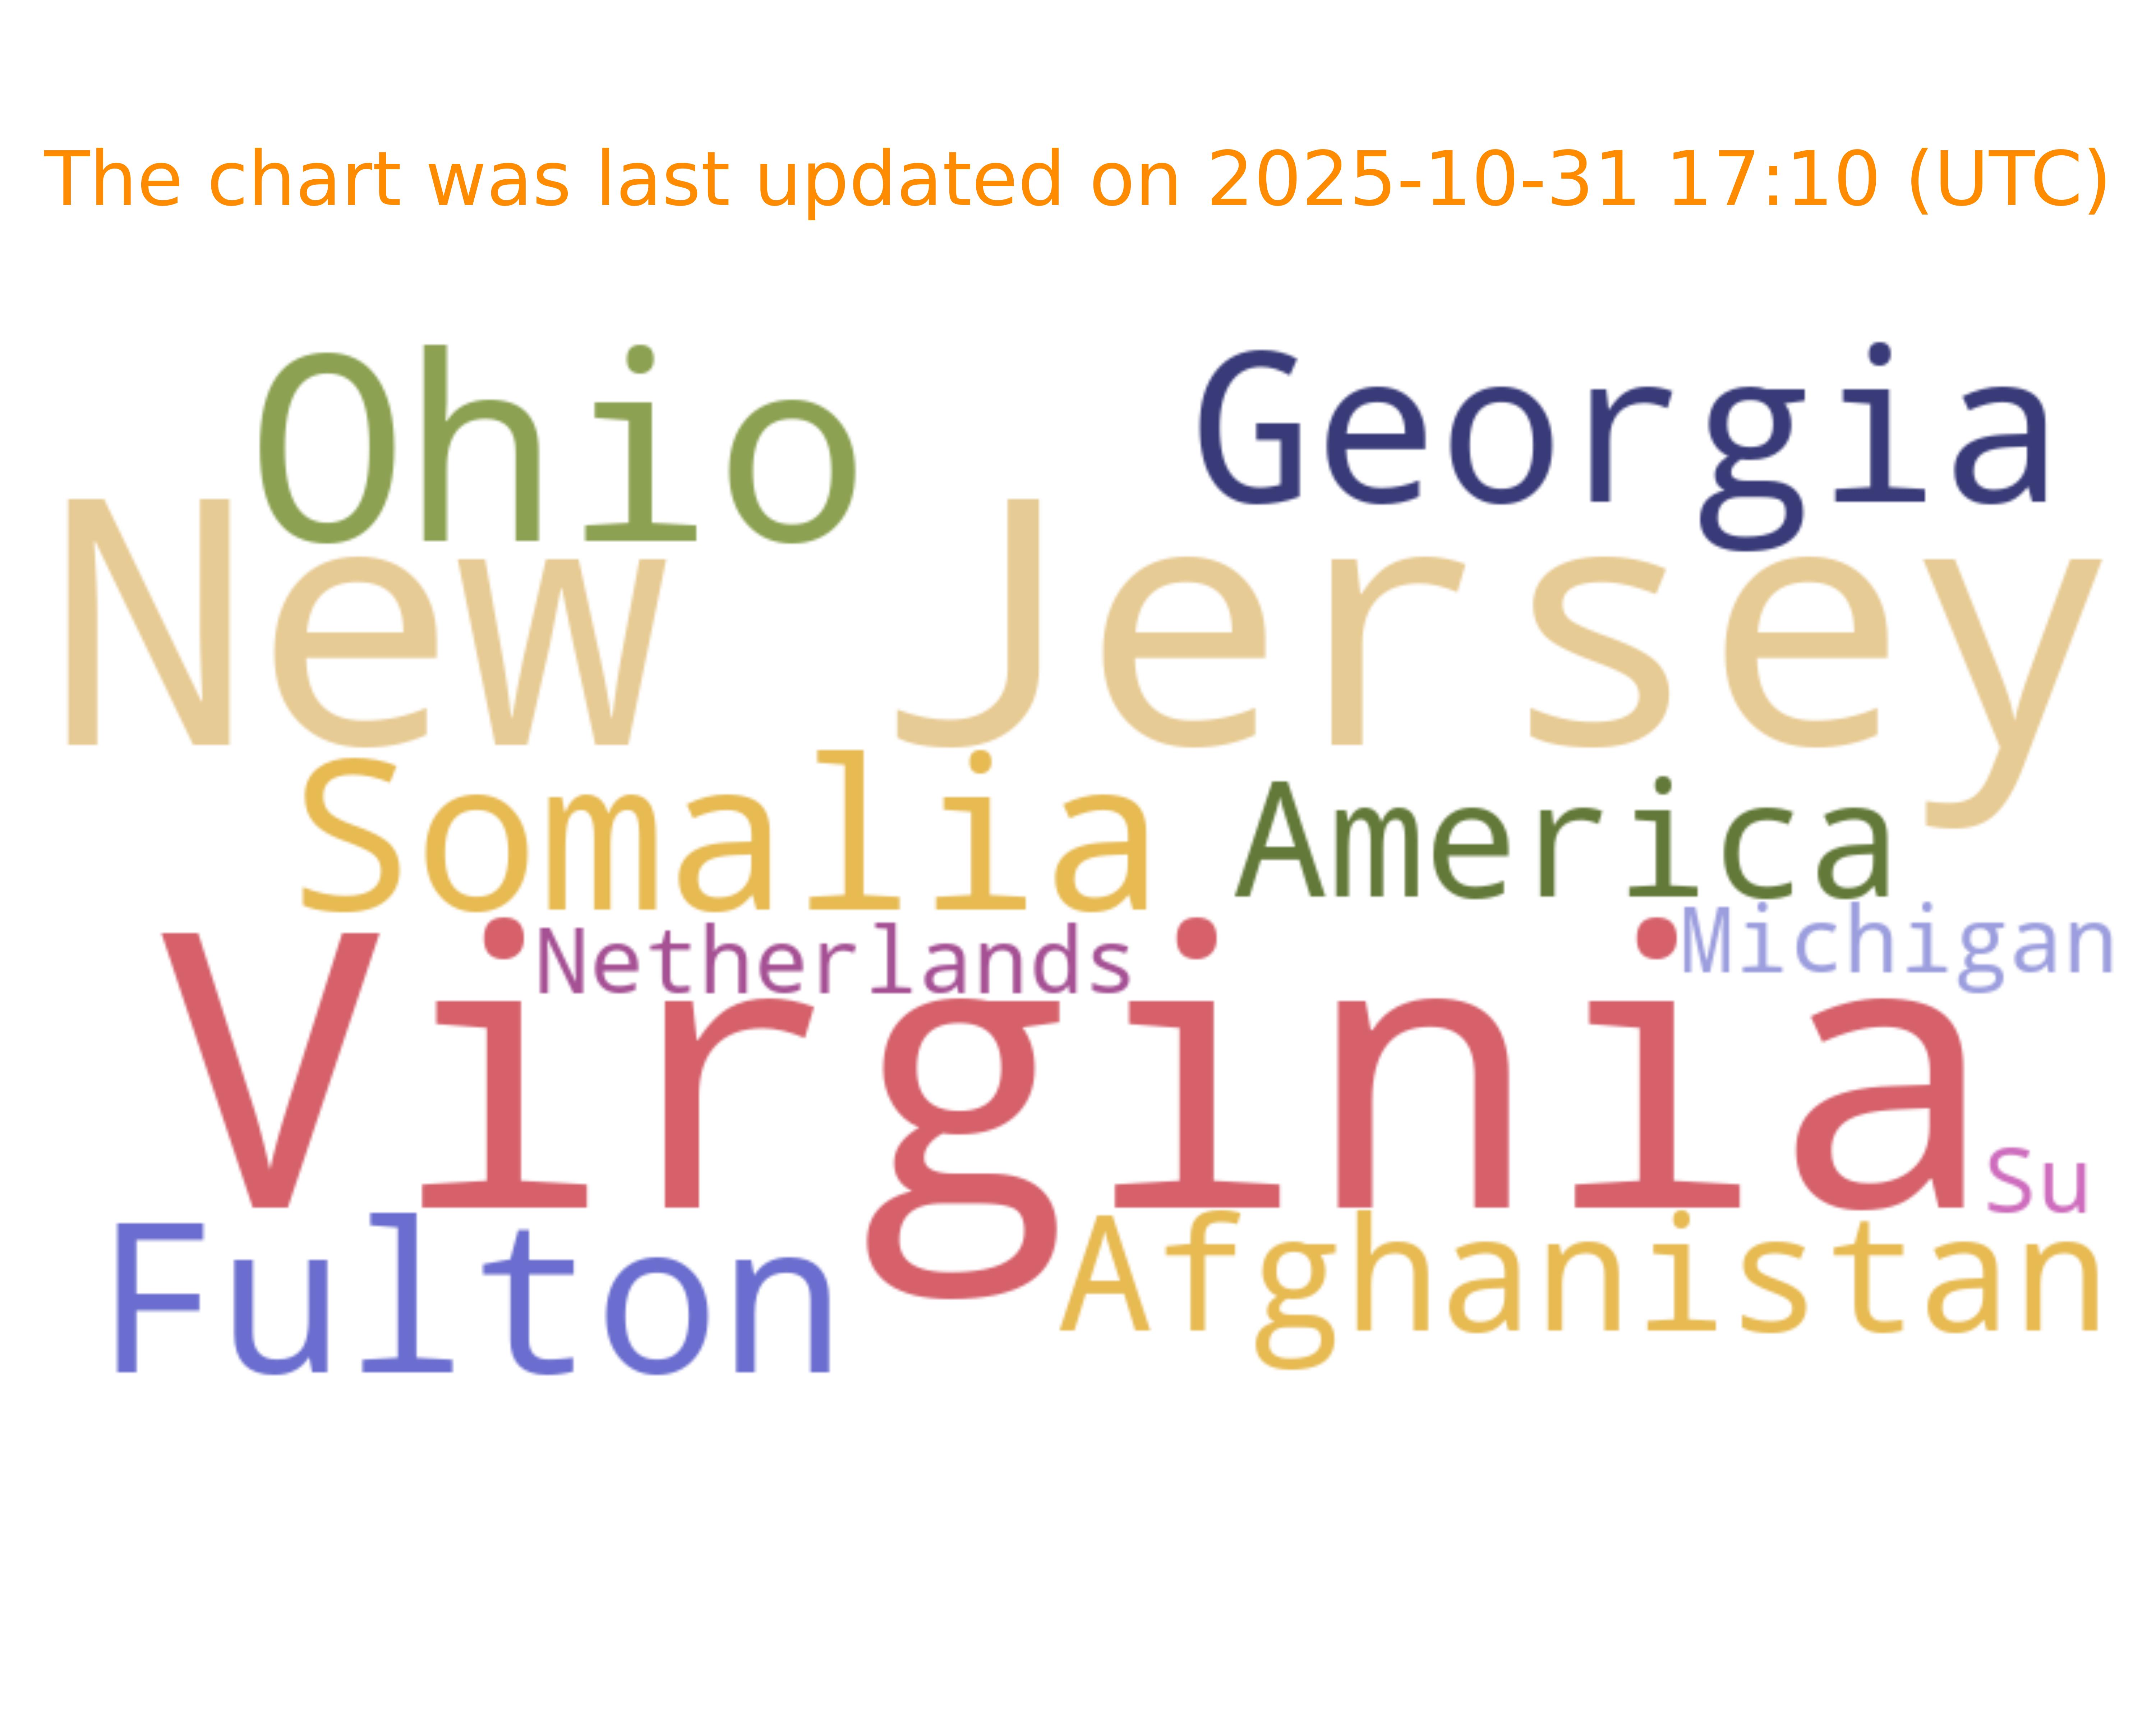 The chart was last updated on 2025-10-31 17:10 (UTC)
Ohio
Georgia
New Jersey
Somalia
America
Netherlands
Michigan
Virginia
Su
Fulton
Afghanistan